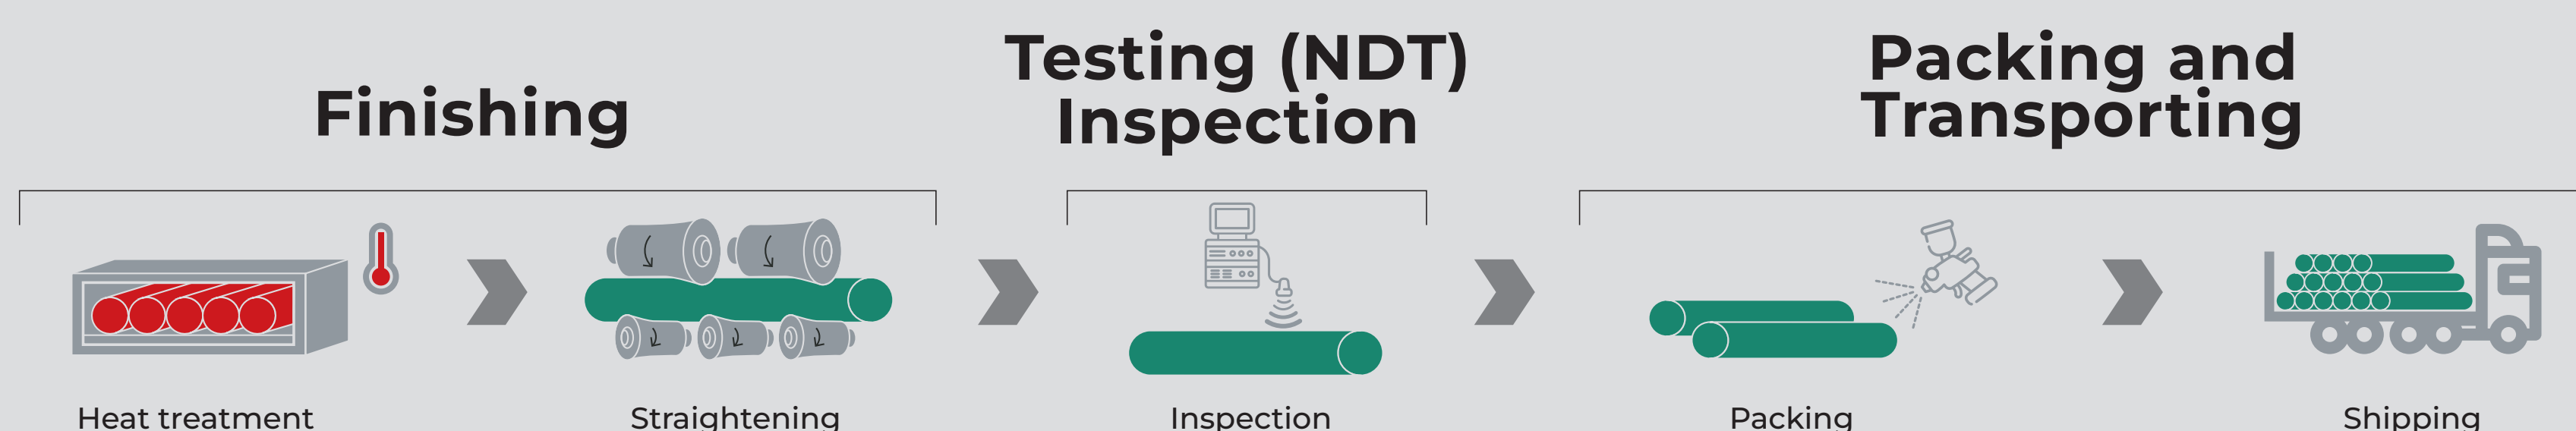 Finishing
Testing (NDT)
Inspection
Packing and
Transporting
Heat treatment
Straightening
Inspection
Packing
Shipping